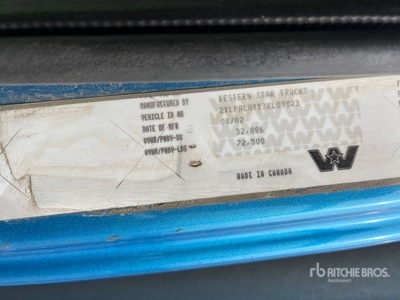 MANUFACTURED BY WESTERN STAR TRUCKS
VEHICLE ID NO
DATE OF MFR 08/02
GVWR/PNBV-KG 32,886
GVWR/PNBV-LBS 72,500
MADE IN CANADA
rb RITCHIE BROS.
Auctioneers